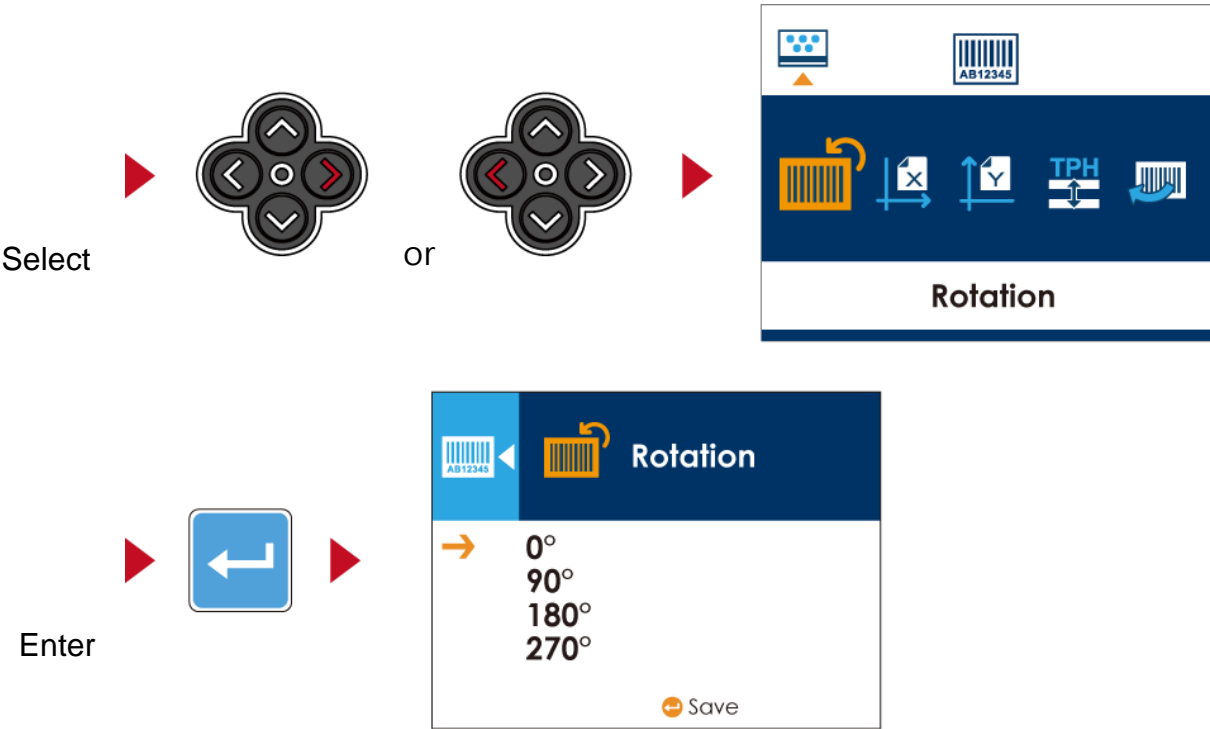 AB12345
X
Y
TPH
Select
or
Rotation
AB12345
Rotation
0°
90°
180°
270°
Enter
Save